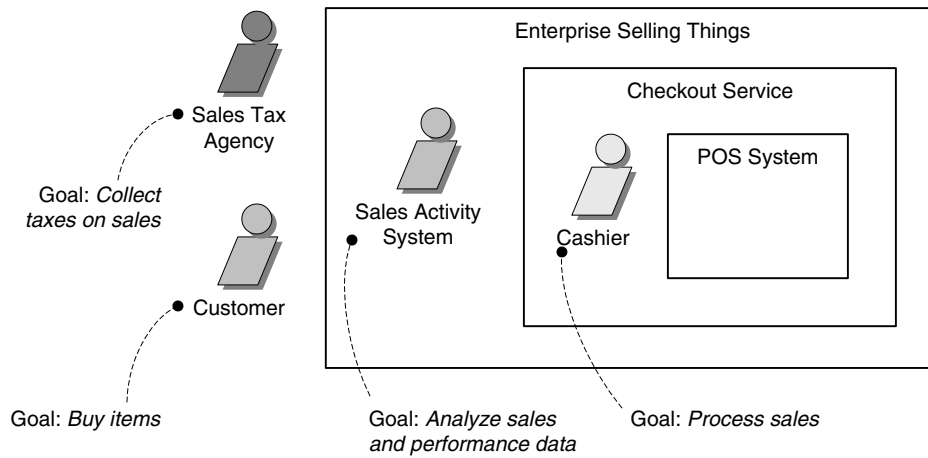 Enterprise Selling Things
Checkout Service
POS System
Sales Tax
Agency
Goal: Collect
taxes on sales
Sales Activity
System
Cashier
Customer
Goal: Buy items
Goal: Analyze sales
and performance data
Goal: Process sales